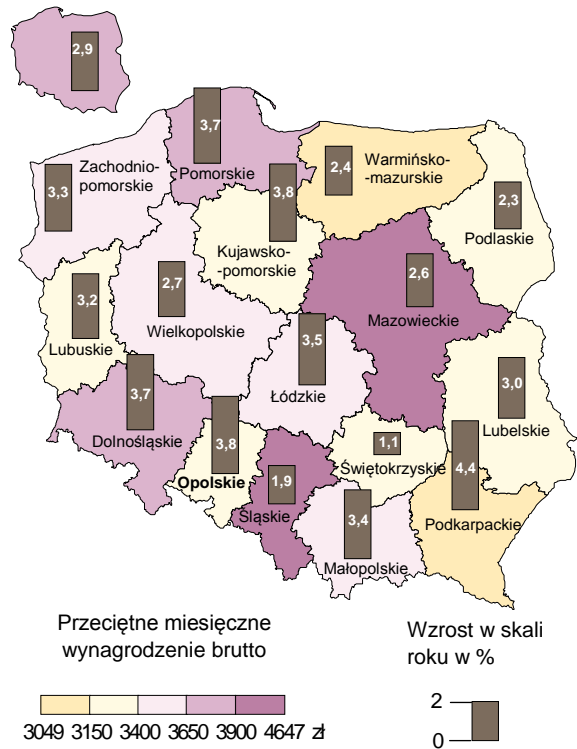 2,9
3,7
Pomorskie
Zachodnio-
pomorskie
3,3
3,8
Kujawsko-
-pomorskie
2,4
Warmińsko-
-mazurskie
2,3
Podlaskie
2,6
Mazowieckie
2,7
Wielkopolskie
3,2
Lubuskie
3,5
Łódzkie
3,7
Dolnośląskie
3,8
Opolskie
1,9
Śląskie
1,1
Świętokrzyskie
3,0
Lubelskie
4,4
Podkarpackie
3,4
Małopolskie
Przeciętne miesięczne
wynagrodzenie brutto
3049 3150 3400 3650 3900 4647 zł
Wzrost w skali
roku w %
2
0